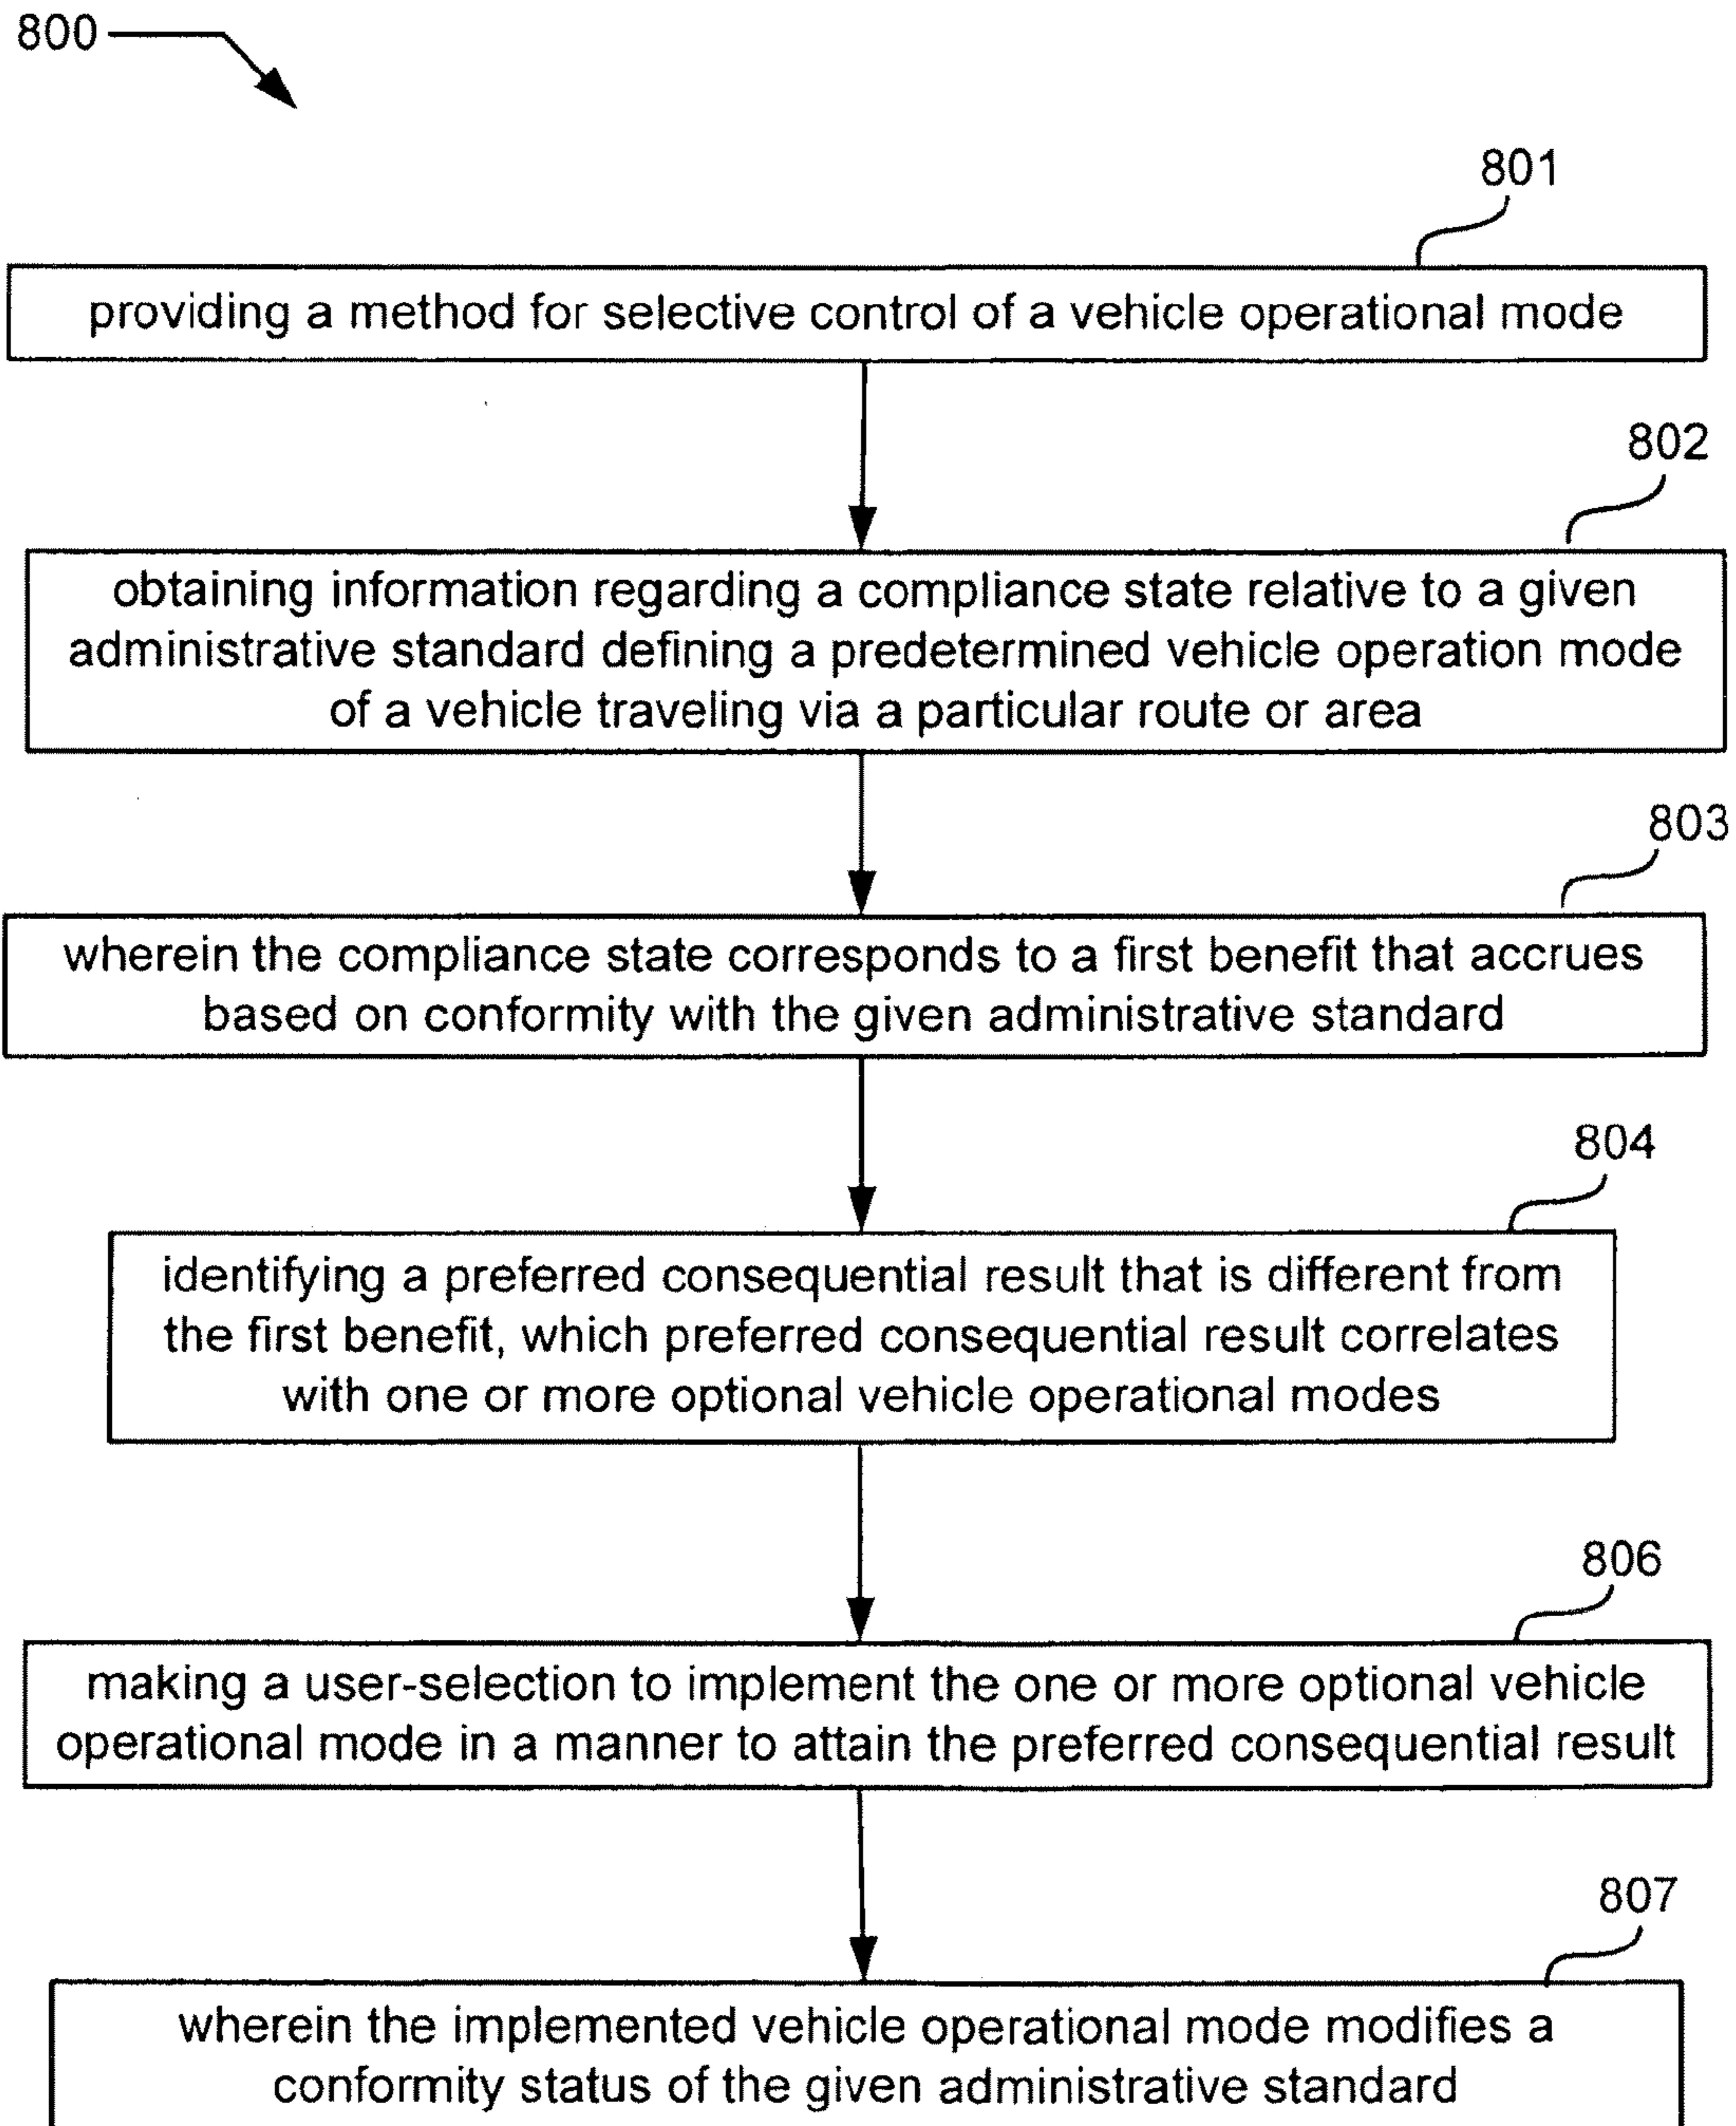 800
801
providing a method for selective control of a vehicle operational mode
802
obtaining information regarding a compliance state relative to a given
administrative standard defining a predetermined vehicle operation mode
of a vehicle traveling via a particular route or area
803
wherein the compliance state corresponds to a first benefit that accrues
based on conformity with the given administrative standard
804
identifying a preferred consequential result that is different from
the first benefit, which preferred consequential result correlates
with one or more optional vehicle operational modes
806
making a user-selection to implement the one or more optional vehicle
operational mode in a manner to attain the preferred consequential result
807
wherein the implemented vehicle operational mode modifies a
conformity status of the given administrative standard